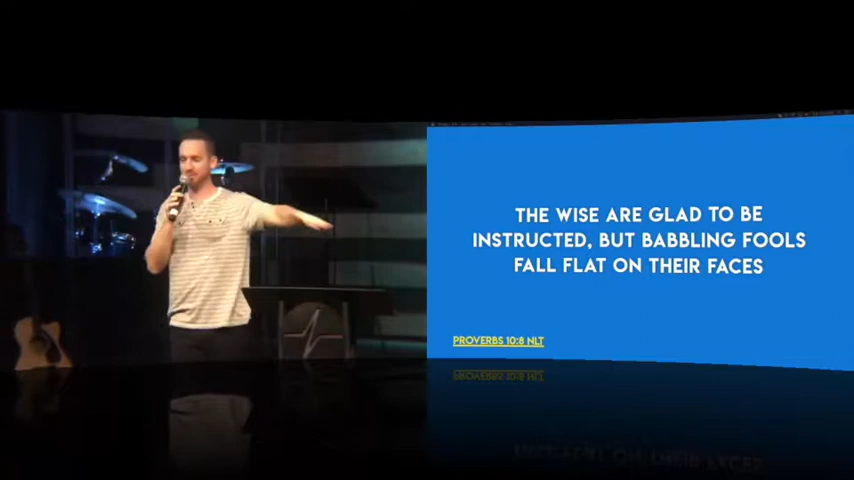 THE WISE ARE GLAD TO BE
INSTRUCTED, BUT BABBLING FOOLS
FALL FLAT ON THEIR FACES
PROVERBS 10:8 NLT